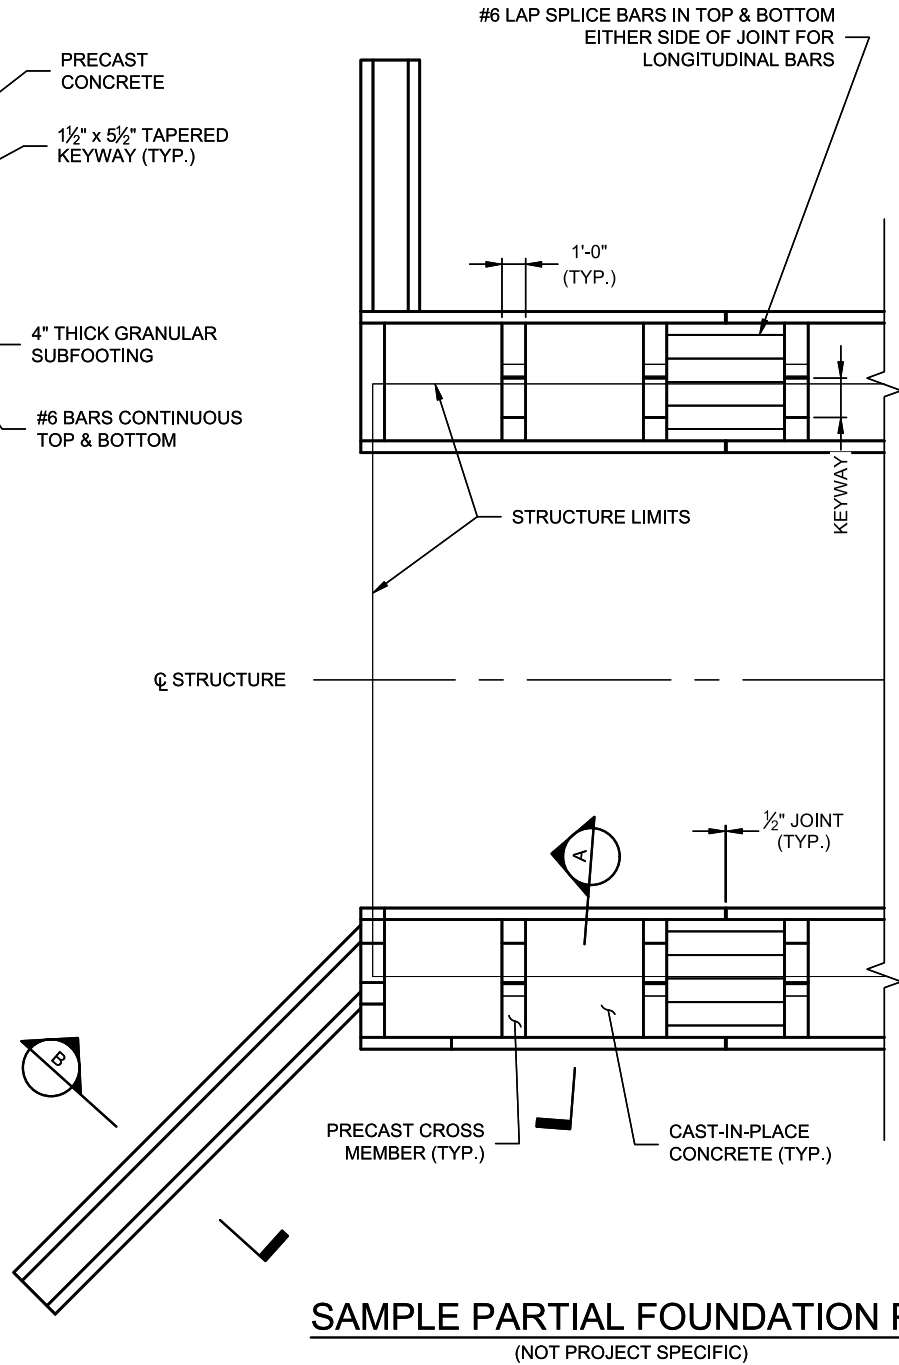 #6 LAP SPLICE BARS IN TOP & BOTTOM
EITHER SIDE OF JOINT FOR
LONGITUDINAL BARS
PRECAST
CONCRETE
1½" x 5½" TAPERED
KEYWAY (TYP.)
1'-0"
(TYP.)
4" THICK GRANULAR
SUBFOOTING
#6 BARS CONTINUOUS
TOP & BOTTOM
KEYWAY
STRUCTURE LIMITS
℄ STRUCTURE
½" JOINT
(TYP.)
A
B
PRECAST CROSS
MEMBER (TYP.)
CAST-IN-PLACE
CONCRETE (TYP.)
SAMPLE PARTIAL FOUNDATION
(NOT PROJECT SPECIFIC)